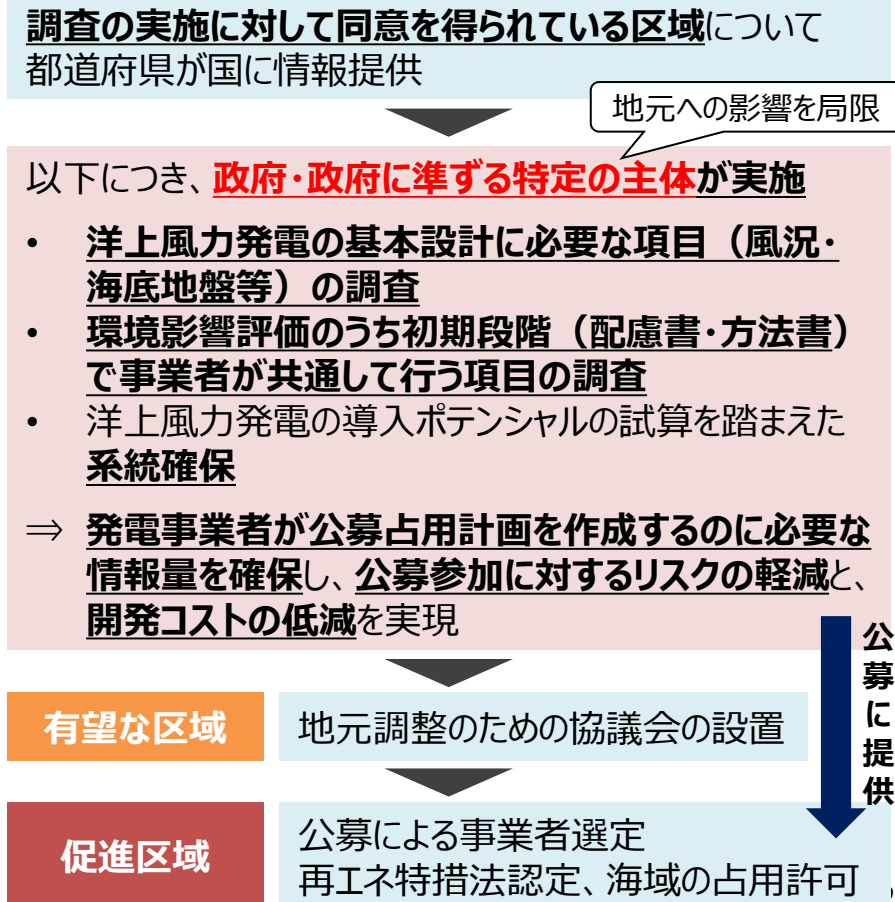 調査の実施に対して同意を得られている区域について
都道府県が国に情報提供
地元への影響を局限
以下につき、政府・政府に準ずる特定の主体が実施
• 洋上風力発電の基本設計に必要な項目（風況・
海底地盤等）の調査
• 環境影響評価のうち初期段階（配慮書・方法書）
で事業者が共通して行う項目の調査
• 洋上風力発電の導入ポテンシャルの試算を踏まえた
系統確保
⇒ 発電事業者が公募占用計画を作成するのに必要な
情報量を確保し、公募参加に対するリスクの軽減と、
開発コストの低減を実現
公募に提供
有望な区域
地元調整のための協議会の設置
促進区域
公募による事業者選定
再エネ特措法認定、海域の占用許可